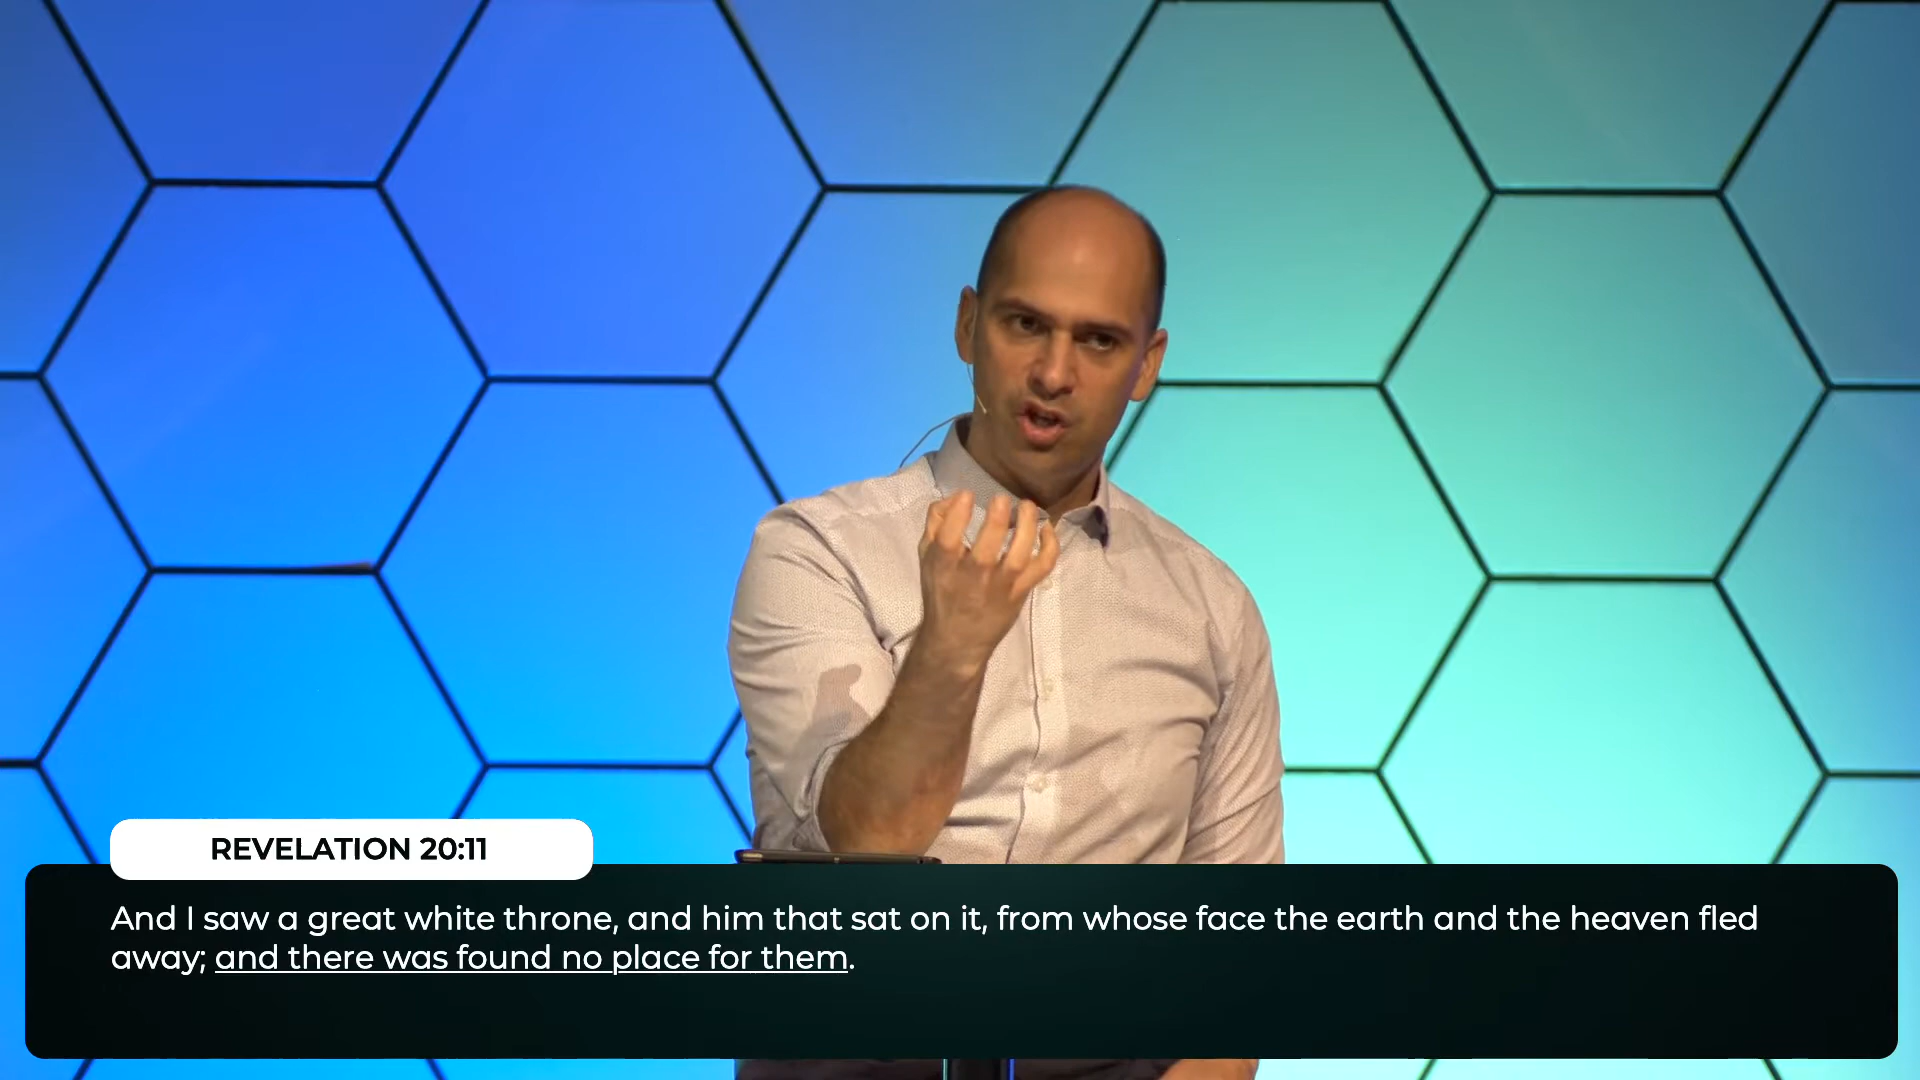 REVELATION 20:11
And I saw a great white throne, and him that sat on it, from whose face the earth and the heaven fled
away; and there was found no place for them.